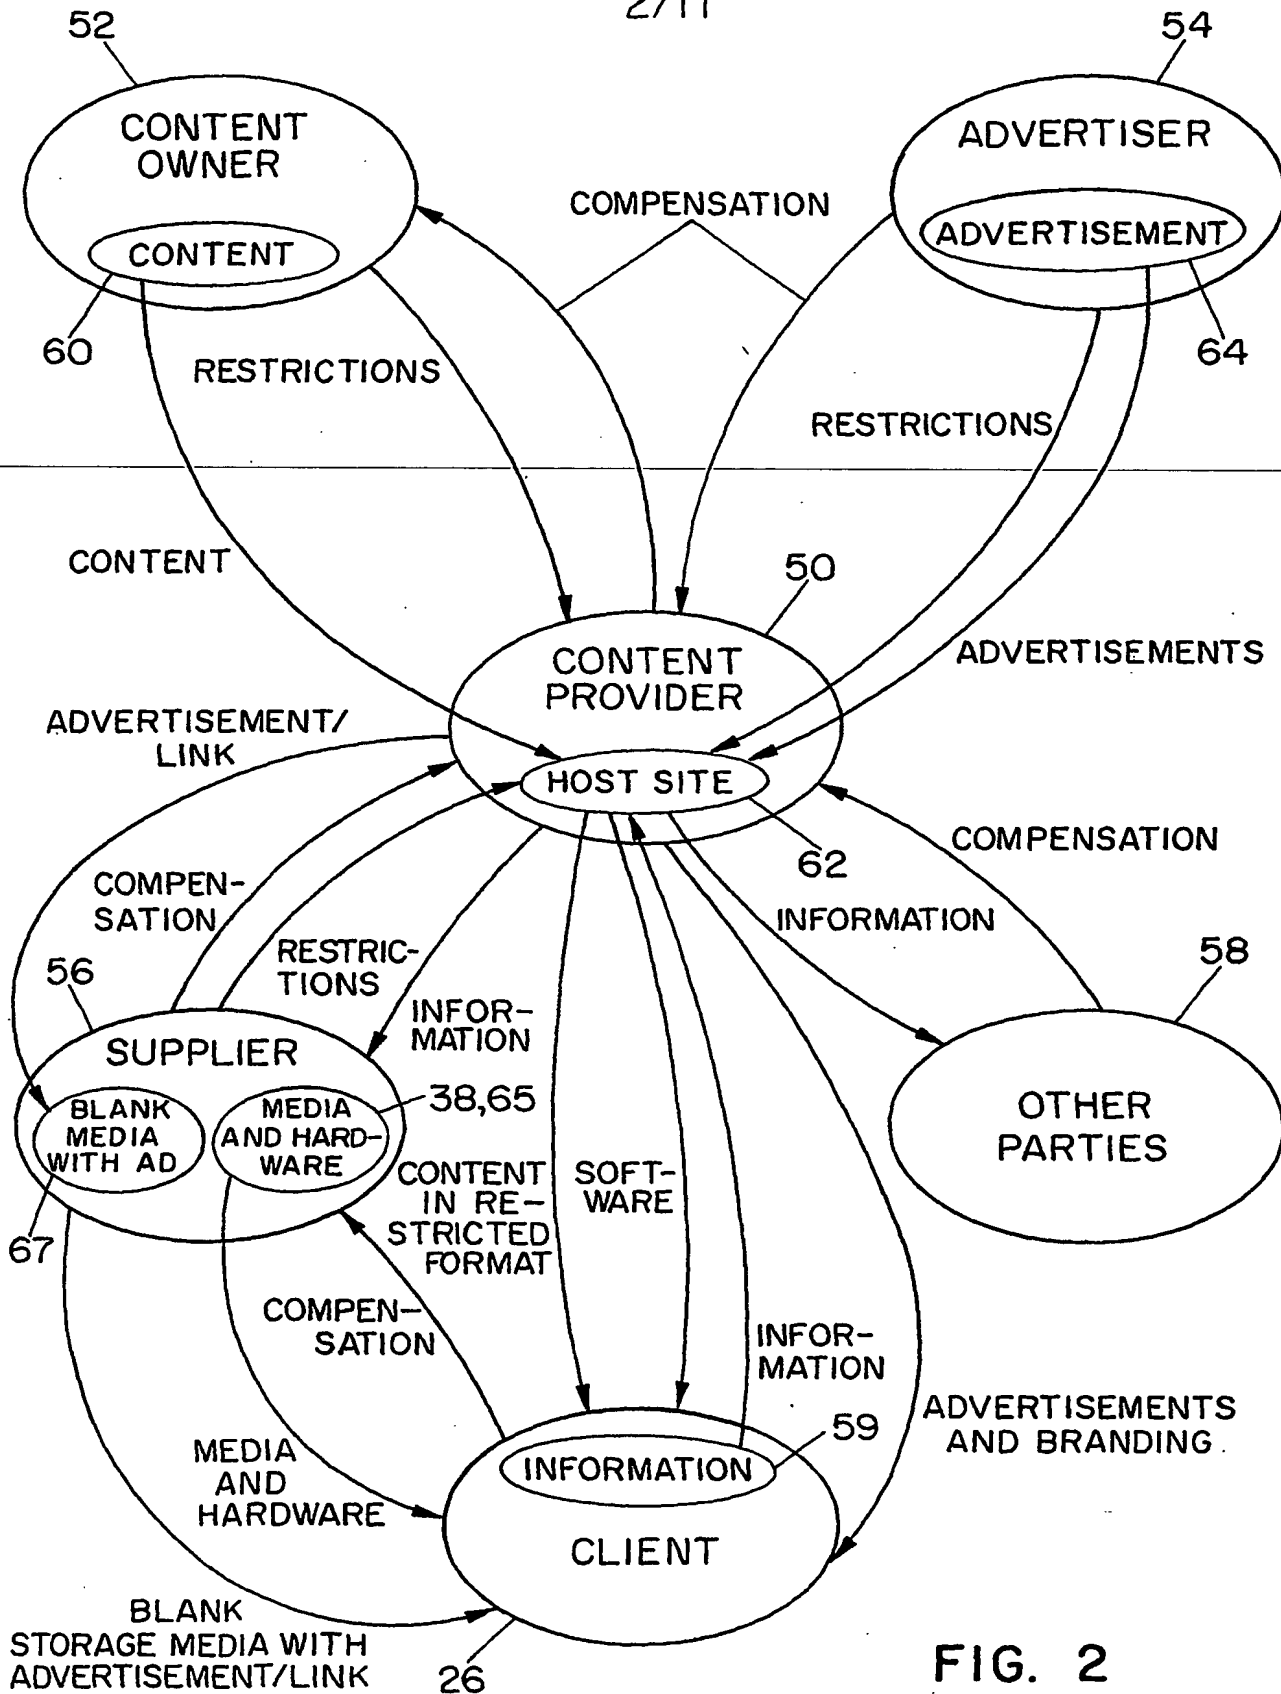 2/11
52
54
CONTENT
OWNER
ADVERTISER
COMPENSATION
CONTENT
ADVERTISEMENT
60
64
RESTRICTIONS
RESTRICTIONS
CONTENT
50
CONTENT
PROVIDER
ADVERTISEMENTS
ADVERTISEMENT/
LINK
HOST SITE
62
COMPENSATION
COMPEN-
SATION
INFORMATION
RESTRIC-
TIONS
56
58
INFOR-
MATION
SUPPLIER
38,65
BLANK
MEDIA
WITH AD
MEDIA
AND HARD-
WARE
OTHER
PARTIES
CONTENT
IN RE-
STRICTED
FORMAT
SOFT-
WARE
67
COMPEN-
SATION
INFOR-
MATION
ADVERTISEMENTS
AND BRANDING
59
MEDIA
AND
HARDWARE
INFORMATION
CLIENT
BLANK
STORAGE MEDIA WITH
ADVERTISEMENT/LINK
26
FIG. 2